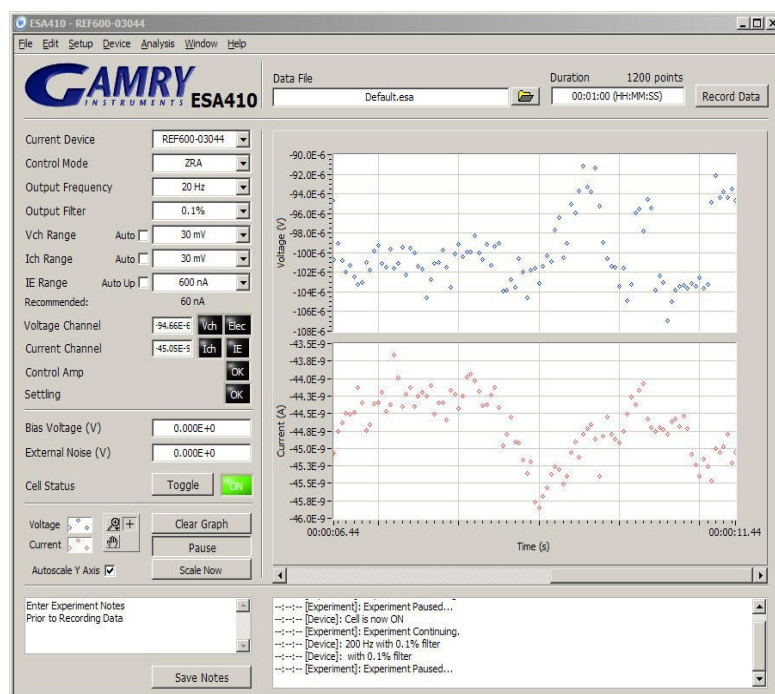 ESA410 - REF600-03044
File Edit Setup Device Analysis Window Help
GAMRY
INSTRUMENTS ESA410
Data File
Default.esa
Duration 1200 points
00:01:00 (HH:MM:SS)
Record Data
Current Device REF600-03044
Control Mode ZRA
Output Frequency 20 Hz
Output Filter 0.1%
Vch Range Auto 30 mV
Ich Range Auto 30 mV
IE Range Auto Up 600 nA
Recommended: 60 nA
Voltage Channel -94.66E-6 Vch Elec
Current Channel -45.05E-9 Ich IE
Control Amp OK
Settling OK
Bias Voltage (V) 0.000E+0
External Noise (V) 0.000E+0
Cell Status Toggle ON
Voltage Clear Graph
Current Pause
Autoscale Y Axis Scale Now
Voltage (V)
-90.0E-6
-92.0E-6
-94.0E-6
-96.0E-6
-98.0E-6
-100E-6
-102E-6
-104E-6
-106E-6
-108E-6
Current (A)
-43.5E-9
-43.8E-9
-44.0E-9
-44.3E-9
-44.5E-9
-44.8E-9
-45.0E-9
-45.3E-9
-45.5E-9
-45.8E-9
-46.0E-9
00:00:06.44 00:00:11.44
Time (s)
Enter Experiment Notes
Prior to Recording Data
Save Notes
--:--:-- [Experiment]: Experiment Paused...
--:--:-- [Device]: Cell is now ON
--:--:-- [Experiment]: Experiment Continuing.
--:--:-- [Device]: 200 Hz with 0.1% filter
--:--:-- [Device]: with 0.1% filter
--:--:-- [Experiment]: Experiment Paused...